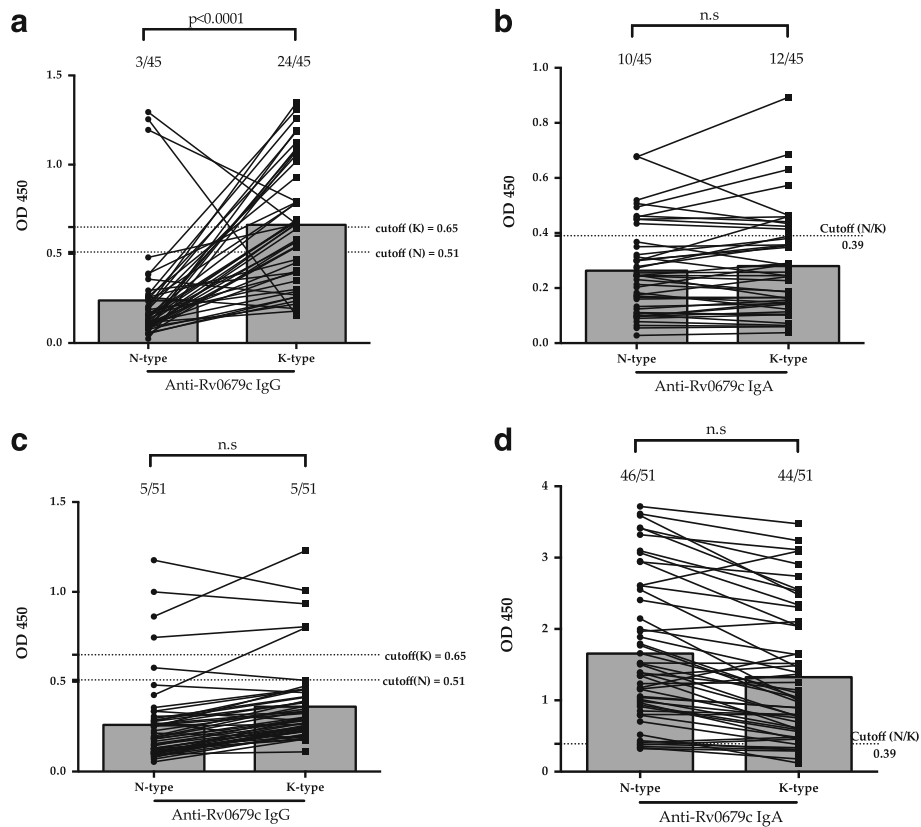 a
p<0.0001
3/45 24/45
1.5
1.0
0.5
0.0
OD 450
cutoff (K) = 0.65
cutoff (N) = 0.51
N-type K-type
Anti-Rv0679c IgG
b
n.s
10/45 12/45
1.0
0.8
0.6
0.4
0.2
0.0
OD 450
Cutoff (N/K)
0.39
N-type K-type
Anti-Rv0679c IgA
c
n.s
5/51 5/51
1.5
1.0
0.5
0.0
OD 450
cutoff(K) = 0.65
cutoff(N) = 0.51
N-type K-type
Anti-Rv0679c IgG
d
n.s
46/51 44/51
4
3
2
1
0
OD 450
Cutoff (N/K)
0.39
N-type K-type
Anti-Rv0679c IgA